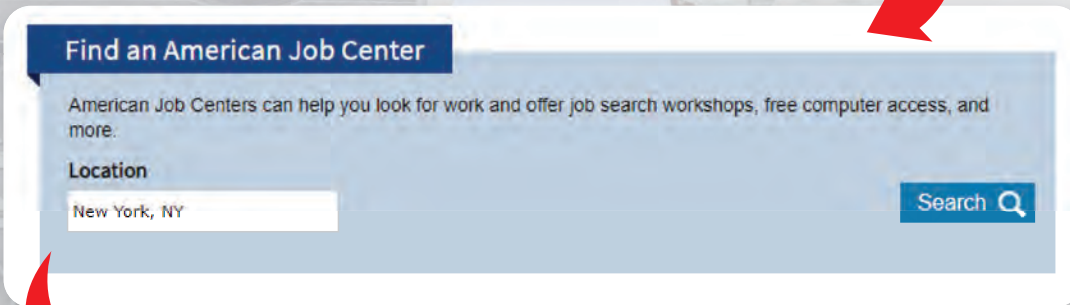 Find an American Job Center
American Job Centers can help you look for work and offer job search workshops, free computer access, and
more.
Location
New York, NY
Search